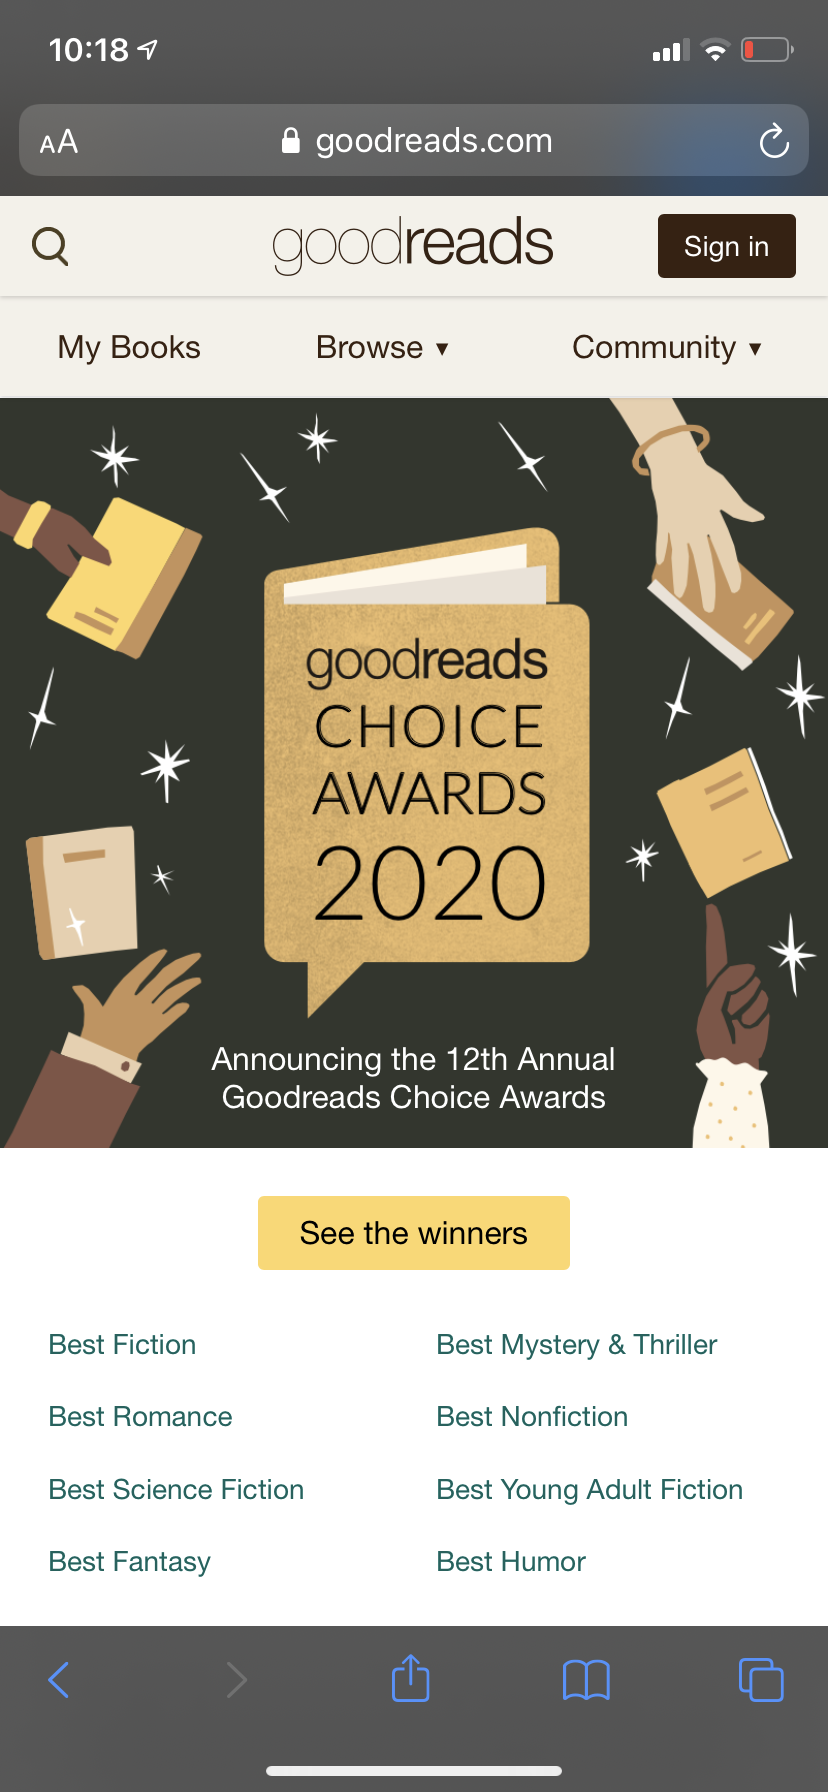 10:18
AA
goodreads.com
goodreads
Sign in
My Books
Browse ▼
Community ▼
goodreads
CHOICE
AWARDS
2020
Announcing the 12th Annual
Goodreads Choice Awards
See the winners
Best Fiction
Best Mystery & Thriller
Best Romance
Best Nonfiction
Best Science Fiction
Best Young Adult Fiction
Best Fantasy
Best Humor